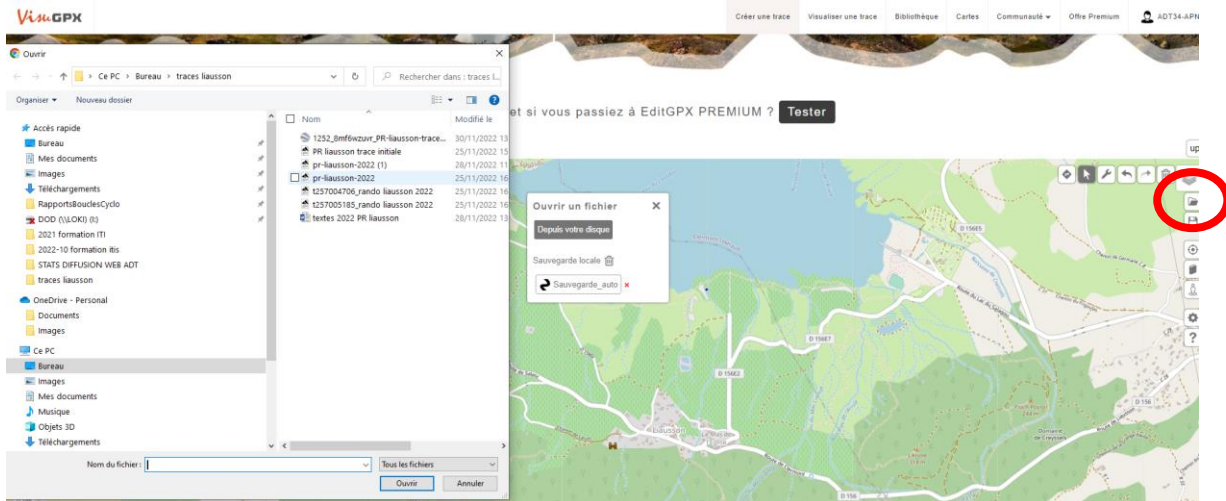 VisuGPX
Créer une trace Visualiser une trace Bibliothèque Cartes Communauté Offre Premium ADT34-APN
Ouvrir
Ce PC > Bureau > traces liausson
Rechercher dans : traces l...
Organiser Nouveau dossier
Accès rapide
Bureau
Mes documents
Images
Téléchargements
RapportsBouclesCyclo
DOD (\\LOKI) (I:)
2021 formation ITI
2022-10 formation itis
STATS DIFFUSION WEB ADT
traces liausson
OneDrive - Personal
Documents
Images
Ce PC
Bureau
Images
Mes documents
Musique
Objets 3D
Téléchargements
Nom Modifié le
1252_8mf6wzuvr_PR-liausson-trace... 30/11/2022 13
PR liausson trace initiale 25/11/2022 15
pr-liausson-2022 (1) 28/11/2022 11
pr-liausson-2022 25/11/2022 16
t257004706_rando liausson 2022 25/11/2022 16
t257005185_rando liausson 2022 25/11/2022 16
textes 2022 PR liausson 28/11/2022 13
Nom du fichier : Tous les fichiers
Ouvrir Annuler
et si vous passiez à EditGPX PREMIUM ? Tester
up
Ouvrir un fichier
Depuis votre disque
Sauvegarde locale
Sauvegarde_auto
D 156E5
D 156E7
D 156E2
Liausson
D 156
D 156